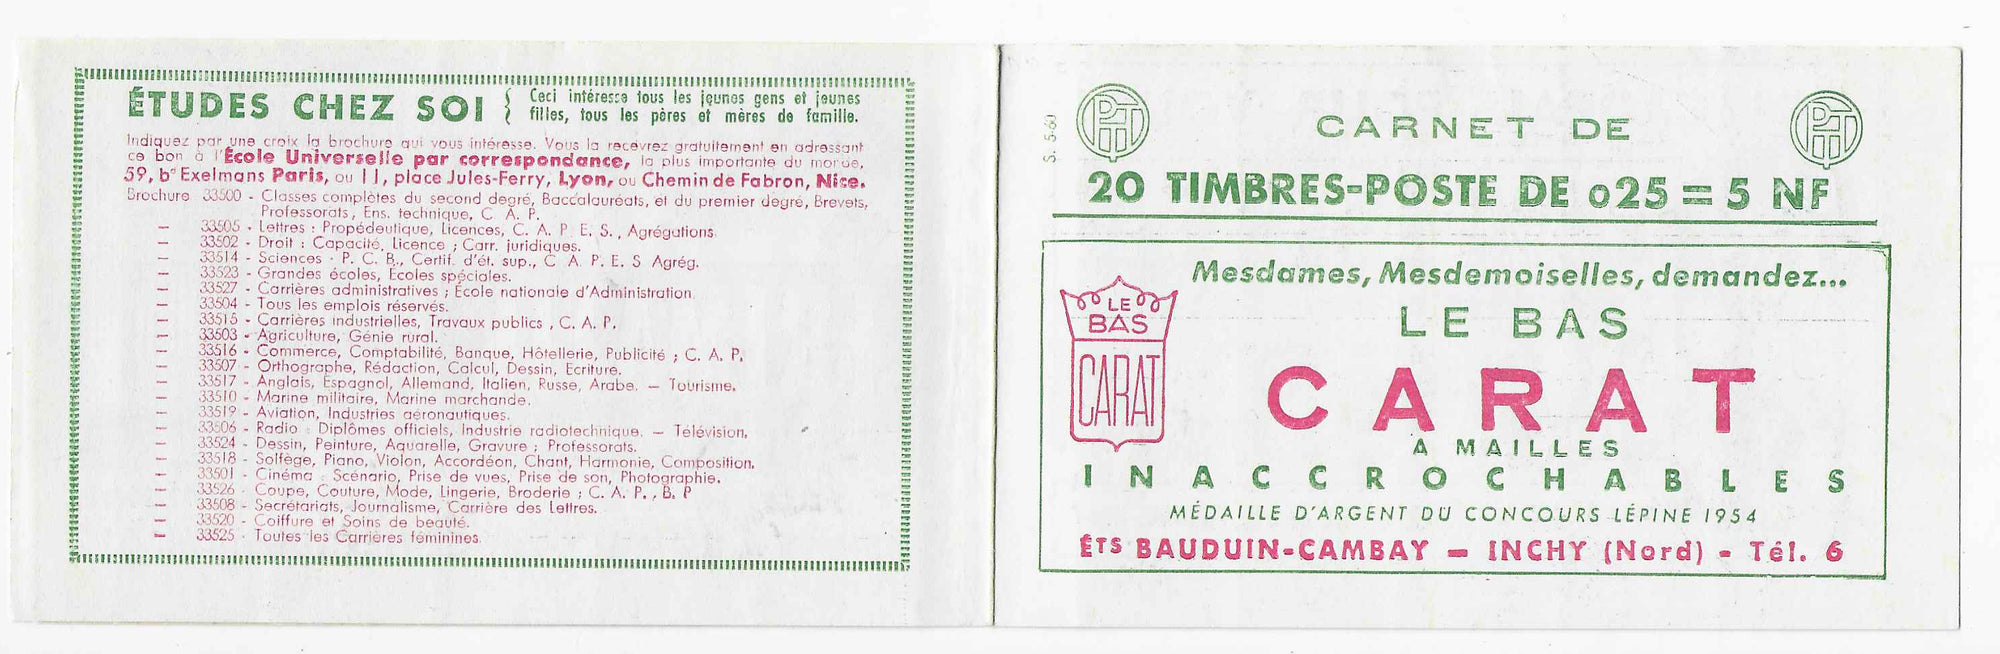 ÉTUDES CHEZ SOI
Ceci intéresse tous les jeunes gens et jeunes
filles, tous les pères et mères de famille.
Indiquez par une croix la brochure qui vous intéresse. Vous la recevrez gratuitement en adressant
ce bon à l'École Universelle par correspondance, la plus importante du monde,
59, bd Exelmans Paris, ou 11, place Jules-Ferry, Lyon, ou Chemin de Fabron, Nice.
Brochure 33500 - Classes complètes du second degré, Baccalauréats, et du premier degré, Brevets,
Professorats, Ens. technique, C. A. P.
— 33505 - Lettres : Propédeutique, Licences, C. A. P. E. S., Agrégations.
— 33502 - Droit : Capacité, Licence ; Carr. juridiques.
— 33514 - Sciences - P. C. B., Certif. d'ét. sup., C. A. P. E. S Agrég.
— 33523 - Grandes écoles, Ecoles spéciales.
— 33527 - Carrières administratives ; École nationale d'Administration
— 33504 - Tous les emplois réservés.
— 33515 - Carrières industrielles, Travaux publics , C. A. P.
— 33503 - Agriculture, Génie rural.
— 33516 - Commerce, Comptabilité, Banque, Hôtellerie, Publicité ; C. A. P.
— 33507 - Orthographe, Rédaction, Calcul, Dessin, Ecriture.
— 33517 - Anglais, Espagnol, Allemand, Italien, Russe, Arabe. — Tourisme.
— 33510 - Marine militaire, Marine marchande.
— 33519 - Aviation, Industries aéronautiques.
— 33506 - Radio : Diplômes officiels, Industrie radiotechnique. — Télévision.
— 33524 - Dessin, Peinture, Aquarelle, Gravure ; Professorats.
— 33518 - Solfège, Piano, Violon, Accordéon, Chant, Harmonie, Composition.
— 33501 - Cinéma : Scénario, Prise de vues, Prise de son, Photographie.
— 33526 - Coupe, Couture, Mode, Lingerie, Broderie ; C. A. P., B. P
— 33508 - Secrétariats, Journalisme, Carrière des Lettres.
— 33520 - Coiffure et Soins de beauté.
— 33525 - Toutes les Carrières féminines.
S. 5-60
PTT
CARNET DE
PTT
20 TIMBRES-POSTE DE 025 = 5 NF
Mesdames, Mesdemoiselles, demandez...
LE
BAS
CARAT
LE BAS
CARAT
A MAILLES
INACCROCHABLES
MÉDAILLE D'ARGENT DU CONCOURS LÉPINE 1954
ÉTS BAUDUIN-CAMBAY — INCHY (Nord) - Tél. 6